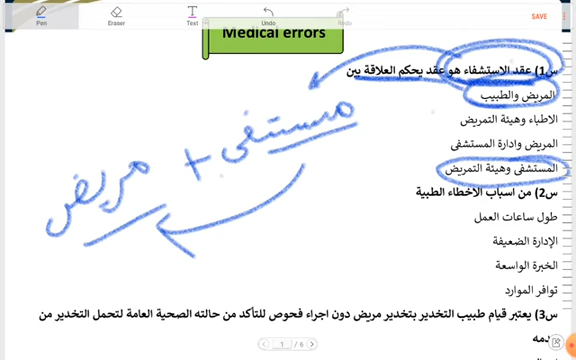 Pen
Eraser
Text
Undo
Redo
SAVE
Medical errors
س1) عقد الاستشفاء هو عقد يحكم العلاقة بين
المريض والطبيب
الاطباء وهيئة التمريض
المريض وادارة المستشفى
المستشفى وهيئة التمريض
مستشفى + مريض
س2) من اسباب الأخطاء الطبية
طول ساعات العمل
الإدارة الضعيفة
الخبرة الواسعة
توافر الموارد
س3) يعتبر قيام طبيب التخدير بتخدير مريض دون اجراء فحوص للتأكد من حالته الصحية العامة لتحمل التخدير من
1 / 6